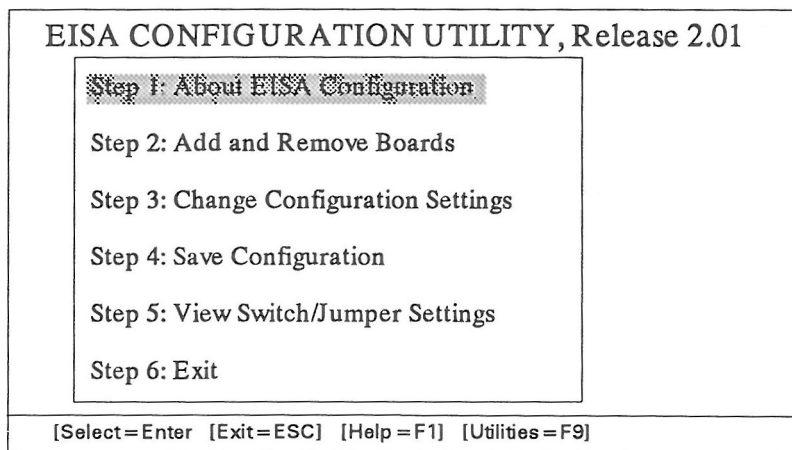 EISA CONFIGURATION UTILITY, Release 2.01
Step 1: About EISA Configuration
Step 2: Add and Remove Boards
Step 3: Change Configuration Settings
Step 4: Save Configuration
Step 5: View Switch/Jumper Settings
Step 6: Exit
[Select=Enter [Exit=ESC] [Help=F1] [Utilities=F9]